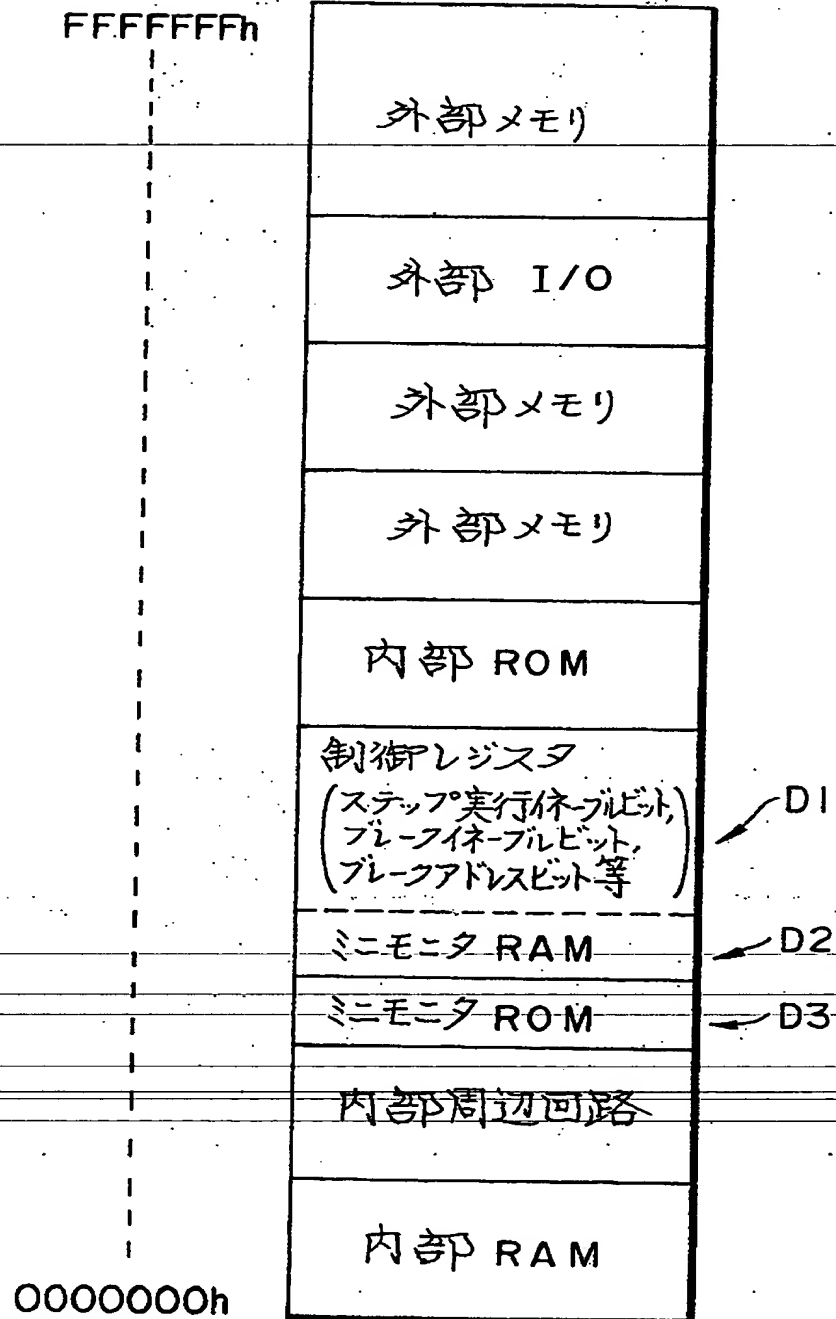 FFFFFFFh
外部メモリ
外部 I/O
外部メモリ
外部メモリ
内部 ROM
制御レジスタ
(ステップ実行イネーブルビット,
ブレークイネーブルビット,
ブレークアドレスビット等)
D1
ミニモニタ RAM
D2
ミニモニタ ROM
D3
内部周辺回路
内部 RAM
0000000h